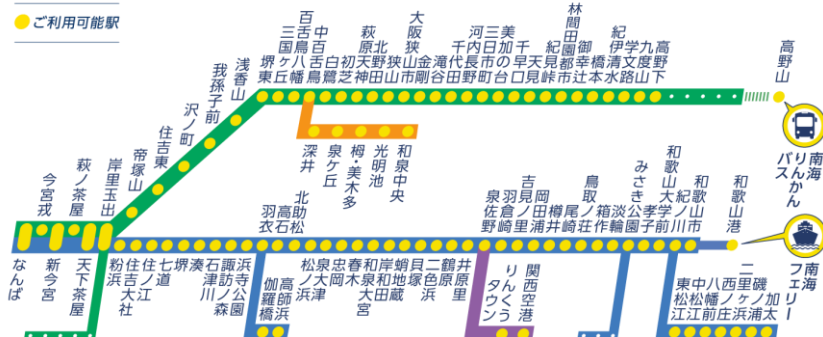 ご利用可能駅
なんば
今宮戎
新今宮
萩ノ茶屋
天下茶屋
岸里玉出
帝塚山
住吉東
沢ノ町
我孫子前
浅香山
堺東
三国ヶ丘
百舌鳥八幡
中百舌鳥
白鷺
初芝
萩原天神
北野田
狭山
大阪狭山市
金剛
滝谷
千代田
河内長野
三日市町
美加の台
千早口
天見
紀見峠
林間田園都市
御幸辻
橋本
紀伊清水
学文路
九度山
高野下
高野山
南海りんかんバス
深井
泉ケ丘
栂・美木多
光明池
和泉中央
粉浜
住吉大社
住ノ江
七道
堺
湊
石津川
諏訪ノ森
浜寺公園
羽衣
高石
北助松
松ノ浜
泉大津
忠岡
春木
和泉大宮
岸和田
蛸地蔵
貝塚
二色浜
鶴原
井原里
泉佐野
羽倉崎
吉見ノ里
岡田浦
樽井
尾崎
鳥取ノ荘
箱作
淡輪
みさき公園
孝子
和歌山大学前
紀ノ川
和歌山市
和歌山港
南海フェリー
伽羅橋
高師浜
りんくうタウン
関西空港
東松江
中松江
八幡前
西ノ庄
二里ヶ浜
磯ノ浦
加太